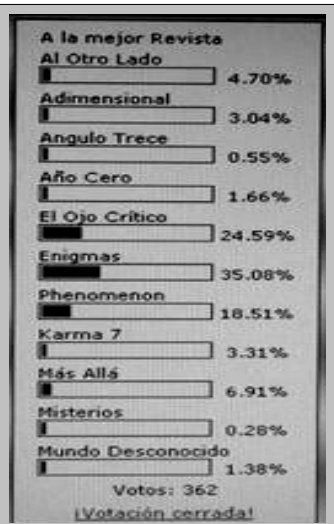 A la mejor Revista
Al Otro Lado
4.70%
Adimensional
3.04%
Angulo Trece
0.55%
Año Cero
1.66%
El Ojo Crítico
24.59%
Enigmas
35.08%
Phenomenon
18.51%
Karma 7
3.31%
Más Allá
6.91%
Misterios
0.28%
Mundo Desconocido
1.38%
Votos: 362
¡Votación cerrada!